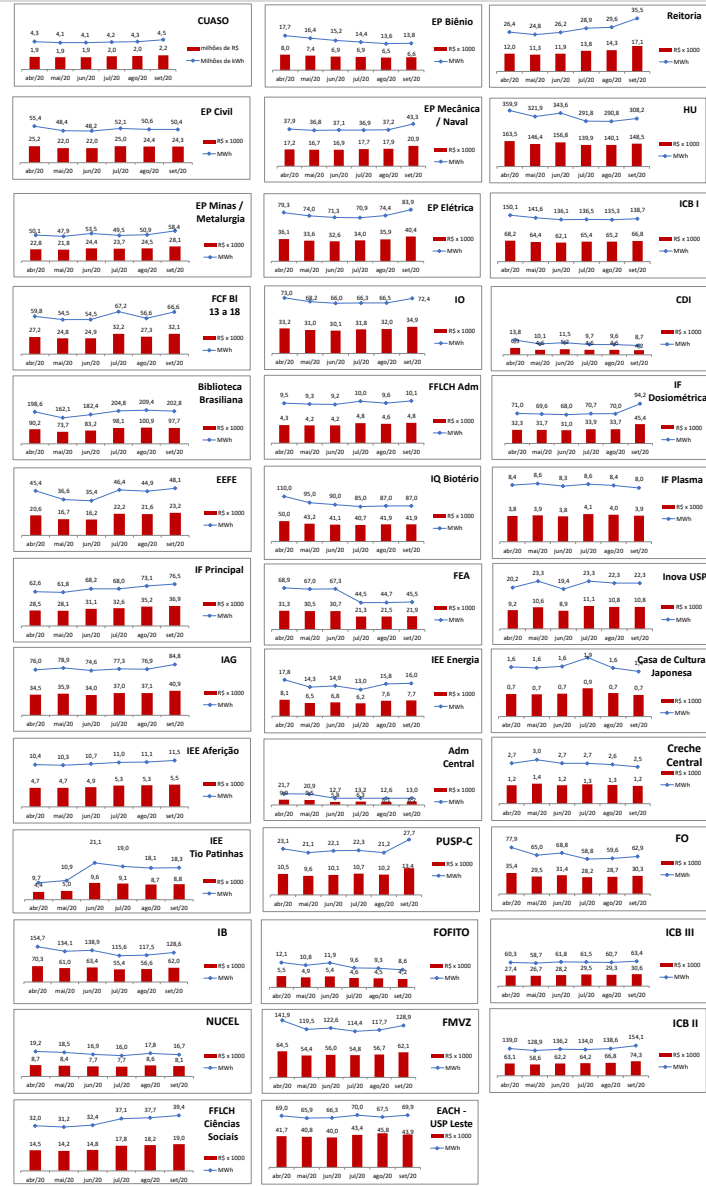 CUASO
4,3 4,1 4,1 4,2 4,3 4,5
1,9 1,9 1,9 2,0 2,0 2,2
milhões de R$
Milhões de kWh
abr/20 mai/20 jun/20 jul/20 ago/20 set/20
EP Biênio
17,7 16,4 15,2 14,4 13,6 13,8
8,0 7,4 6,9 6,9 6,5 6,6
R$ x 1000
MWh
abr/20 mai/20 jun/20 jul/20 ago/20 set/20
Reitoria
26,4 24,8 26,2 28,9 29,6 35,5
12,0 11,3 11,9 13,8 14,3 17,1
R$ x 1000
MWh
abr/20 mai/20 jun/20 jul/20 ago/20 set/20
EP Civil
55,4 48,4 48,2 52,1 50,6 50,4
25,2 22,0 22,0 25,0 24,4 24,3
R$ x 1000
MWh
abr/20 mai/20 jun/20 jul/20 ago/20 set/20
EP Mecânica
/ Naval
37,9 36,8 37,1 36,9 37,2 43,3
17,2 16,7 16,9 17,7 17,9 20,9
R$ x 1000
MWh
abr/20 mai/20 jun/20 jul/20 ago/20 set/20
HU
359,9 321,9 343,6 291,8 290,8 308,2
163,5 146,4 156,8 139,9 140,1 148,5
R$ x 1000
MWh
abr/20 mai/20 jun/20 jul/20 ago/20 set/20
EP Minas /
Metalurgia
50,1 47,9 53,5 49,5 50,9 58,4
22,8 21,8 24,4 23,7 24,5 28,1
R$ x 1000
MWh
abr/20 mai/20 jun/20 jul/20 ago/20 set/20
EP Elétrica
79,3 74,0 71,3 70,9 74,4 83,9
36,1 33,6 32,6 34,0 35,9 40,4
R$ x 1000
MWh
abr/20 mai/20 jun/20 jul/20 ago/20 set/20
ICB I
150,1 141,6 136,1 136,5 135,3 138,7
68,2 64,4 62,1 65,4 65,2 66,8
R$ x 1000
MWh
abr/20 mai/20 jun/20 jul/20 ago/20 set/20
FCF Bl
13 a 18
59,8 54,5 54,5 67,2 56,6 66,6
27,2 24,8 24,9 32,2 27,3 32,1
R$ x 1000
MWh
abr/20 mai/20 jun/20 jul/20 ago/20 set/20
IO
73,0 68,2 66,0 66,3 66,5 72,4
33,2 31,0 30,1 31,8 32,0 34,9
R$ x 1000
MWh
abr/20 mai/20 jun/20 jul/20 ago/20 set/20
CDI
13,8 10,1 11,5 9,7 9,6 8,7
6,3 4,6 5,2 4,6 4,6 4,2
R$ x 1000
MWh
abr/20 mai/20 jun/20 jul/20 ago/20 set/20
Biblioteca
Brasiliana
198,6 162,1 182,4 204,8 209,4 202,8
90,2 73,7 83,2 98,1 100,9 97,7
R$ x 1000
MWh
abr/20 mai/20 jun/20 jul/20 ago/20 set/20
FFLCH Adm
9,5 9,3 9,2 10,0 9,6 10,1
4,3 4,2 4,2 4,8 4,6 4,8
R$ x 1000
MWh
abr/20 mai/20 jun/20 jul/20 ago/20 set/20
IF
Dosiométrica
71,0 69,6 68,0 70,7 70,0 94,2
32,3 31,7 31,0 33,9 33,7 45,4
R$ x 1000
MWh
abr/20 mai/20 jun/20 jul/20 ago/20 set/20
EEFE
45,4 36,6 35,4 46,4 44,9 48,1
20,6 16,7 16,2 22,2 21,6 23,2
R$ x 1000
MWh
abr/20 mai/20 jun/20 jul/20 ago/20 set/20
IQ Biotério
110,0 95,0 90,0 85,0 87,0 87,0
50,0 43,2 41,1 40,7 41,9 41,9
R$ x 1000
MWh
abr/20 mai/20 jun/20 jul/20 ago/20 set/20
IF Plasma
8,4 8,6 8,3 8,6 8,4 8,0
3,8 3,9 3,8 4,1 4,0 3,9
R$ x 1000
MWh
abr/20 mai/20 jun/20 jul/20 ago/20 set/20
IF Principal
62,6 61,8 68,2 68,0 73,1 76,5
28,5 28,1 31,1 32,6 35,2 36,9
R$ x 1000
MWh
abr/20 mai/20 jun/20 jul/20 ago/20 set/20
FEA
68,9 67,0 67,3 44,5 44,7 45,5
31,3 30,5 30,7 21,3 21,5 21,9
R$ x 1000
MWh
abr/20 mai/20 jun/20 jul/20 ago/20 set/20
Inova USP
20,2 23,3 19,4 23,3 22,3 22,3
9,2 10,6 8,9 11,1 10,8 10,8
R$ x 1000
MWh
abr/20 mai/20 jun/20 jul/20 ago/20 set/20
IAG
76,0 78,9 74,6 77,3 76,9 84,8
34,5 35,9 34,0 37,0 37,1 40,9
R$ x 1000
MWh
abr/20 mai/20 jun/20 jul/20 ago/20 set/20
IEE Energia
17,8 14,3 14,9 13,0 15,8 16,0
8,1 6,5 6,8 6,2 7,6 7,7
R$ x 1000
MWh
abr/20 mai/20 jun/20 jul/20 ago/20 set/20
Casa de Cultura
Japonesa
1,6 1,6 1,6 1,9 1,6
0,7 0,7 0,7 0,9 0,7 0,7
R$ x 1000
MWh
abr/20 mai/20 jun/20 jul/20 ago/20 set/20
IEE Aferição
10,4 10,3 10,7 11,0 11,1 11,5
4,7 4,7 4,9 5,3 5,3 5,5
R$ x 1000
MWh
abr/20 mai/20 jun/20 jul/20 ago/20 set/20
Adm
Central
21,7 20,9 12,7 13,2 12,6 13,0
9,9 9,5
R$ x 1000
MWh
abr/20 mai/20 jun/20 jul/20 ago/20 set/20
Creche
Central
2,7 3,0 2,7 2,7 2,6 2,5
1,2 1,4 1,2 1,3 1,3 1,2
R$ x 1000
MWh
abr/20 mai/20 jun/20 jul/20 ago/20 set/20
IEE
Tio Patinhas
9,7 10,9 21,1 19,0 18,1 18,3
4,4 5,0 9,6 9,1 8,7 8,8
R$ x 1000
MWh
abr/20 mai/20 jun/20 jul/20 ago/20 set/20
PUSP-C
23,1 21,1 22,1 22,3 21,2 27,7
10,5 9,6 10,1 10,7 10,2 13,4
R$ x 1000
MWh
abr/20 mai/20 jun/20 jul/20 ago/20 set/20
FO
77,9 65,0 68,8 58,8 59,6 62,9
35,4 29,5 31,4 28,2 28,7 30,3
R$ x 1000
MWh
abr/20 mai/20 jun/20 jul/20 ago/20 set/20
IB
154,7 134,1 138,9 115,6 117,5 128,6
70,3 61,0 63,4 55,4 56,6 62,0
R$ x 1000
MWh
abr/20 mai/20 jun/20 jul/20 ago/20 set/20
FOFITO
12,1 10,8 11,9 9,6 9,3 8,6
5,5 4,9 5,4 4,6 4,5 4,2
R$ x 1000
MWh
abr/20 mai/20 jun/20 jul/20 ago/20 set/20
ICB III
60,3 58,7 61,8 61,5 60,7 63,4
27,4 26,7 28,2 29,5 29,3 30,6
R$ x 1000
MWh
abr/20 mai/20 jun/20 jul/20 ago/20 set/20
NUCEL
19,2 18,5 16,9 16,0 17,8 16,7
8,7 8,4 7,7 7,7 8,6 8,1
R$ x 1000
MWh
abr/20 mai/20 jun/20 jul/20 ago/20 set/20
FMVZ
141,9 119,5 122,6 114,4 117,7 128,9
64,5 54,4 56,0 54,8 56,7 62,1
R$ x 1000
MWh
abr/20 mai/20 jun/20 jul/20 ago/20 set/20
ICB II
139,0 128,9 136,2 134,0 138,6 154,1
63,1 58,6 62,2 64,2 66,8 74,3
R$ x 1000
MWh
abr/20 mai/20 jun/20 jul/20 ago/20 set/20
FFLCH
Ciências
Sociais
32,0 31,2 32,4 37,1 37,7 39,4
14,5 14,2 14,8 17,8 18,2 19,0
R$ x 1000
MWh
abr/20 mai/20 jun/20 jul/20 ago/20 set/20
EACH -
USP Leste
69,0 65,9 66,3 70,0 67,5 69,9
41,7 40,8 40,0 43,4 45,8 43,9
R$ x 1000
MWh
abr/20 mai/20 jun/20 jul/20 ago/20 set/20